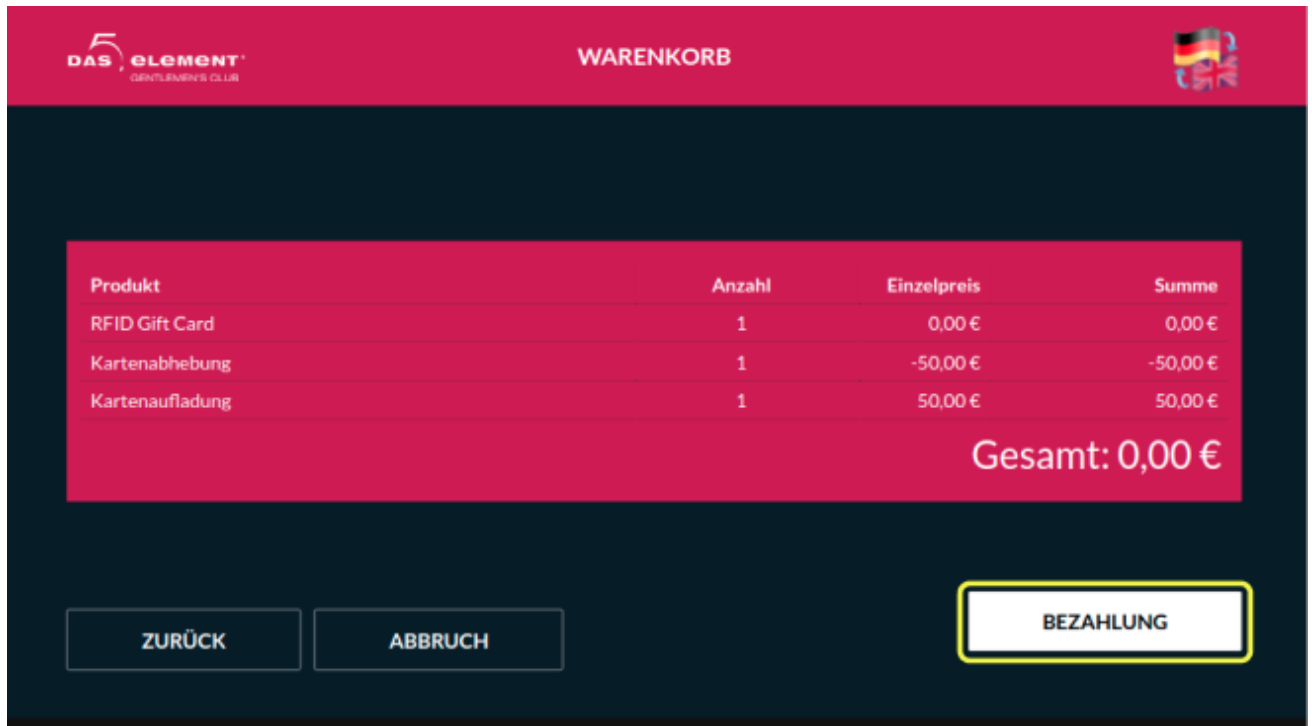 DAS 5 ELEMENT WARENKORB
GENTLEMEN'S CLUB
Produkt Anzahl Einzelpreis Summe
RFID Gift Card 1 0,00 € 0,00 €
Kartenabhebung 1 -50,00 € -50,00 €
Kartenaufladung 1 50,00 € 50,00 €
Gesamt: 0,00 €
ZURÜCK ABBRUCH BEZAHLUNG